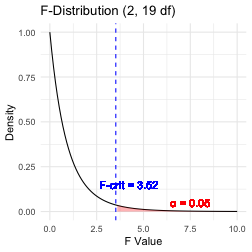 F-Distribution (2, 19 df)
1.00
0.75
0.50
0.25
0.00
Density
F-crit = 3.52
α = 0.05
0.0
2.5
5.0
7.5
10.0
F Value